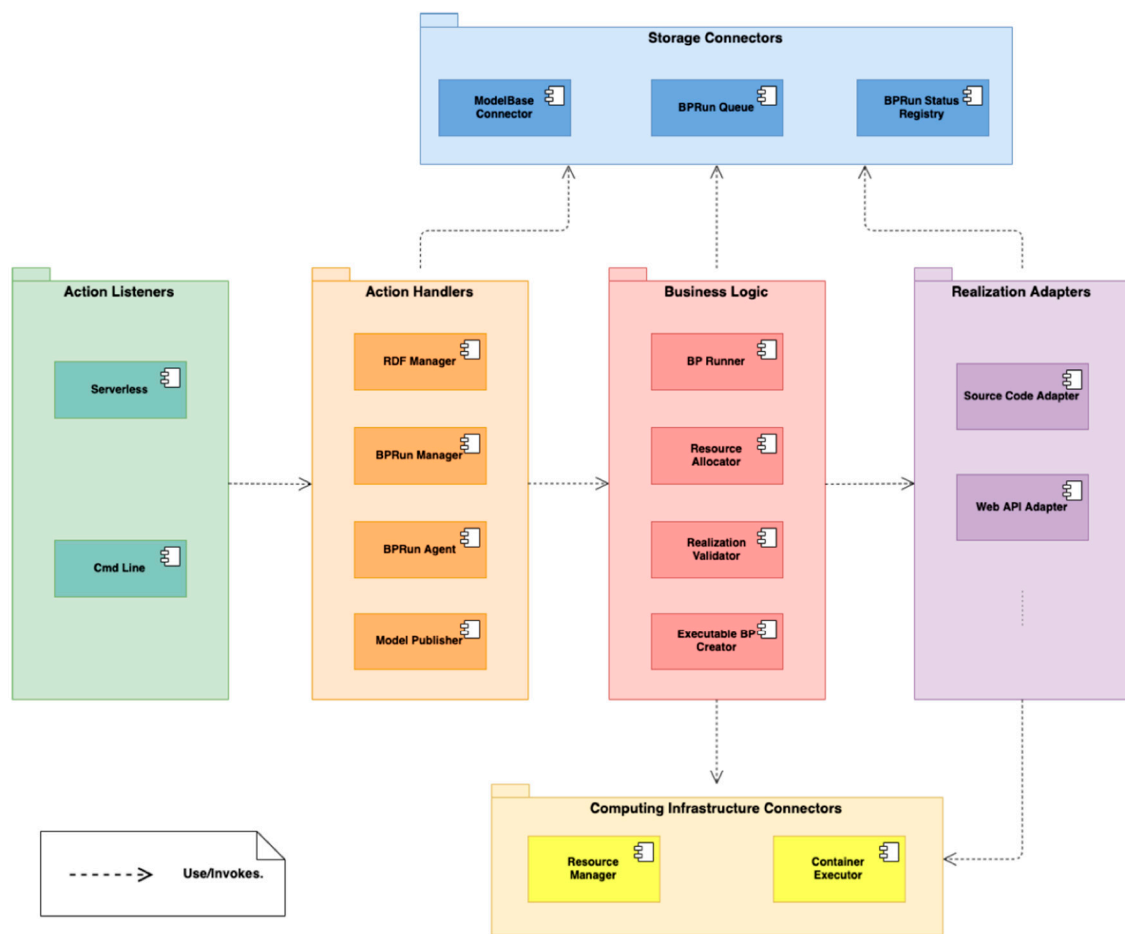 Storage Connectors
ModelBase
Connector
BPRun Queue
BPRun Status
Registry
Action Listeners
Serverless
Cmd Line
Action Handlers
RDF Manager
BPRun Manager
BPRun Agent
Model Publisher
Business Logic
BP Runner
Resource
Allocator
Realization
Validator
Executable BP
Creator
Realization Adapters
Source Code Adapter
Web API Adapter
Computing Infrastructure Connectors
Resource
Manager
Container
Executor
Use/Invokes.